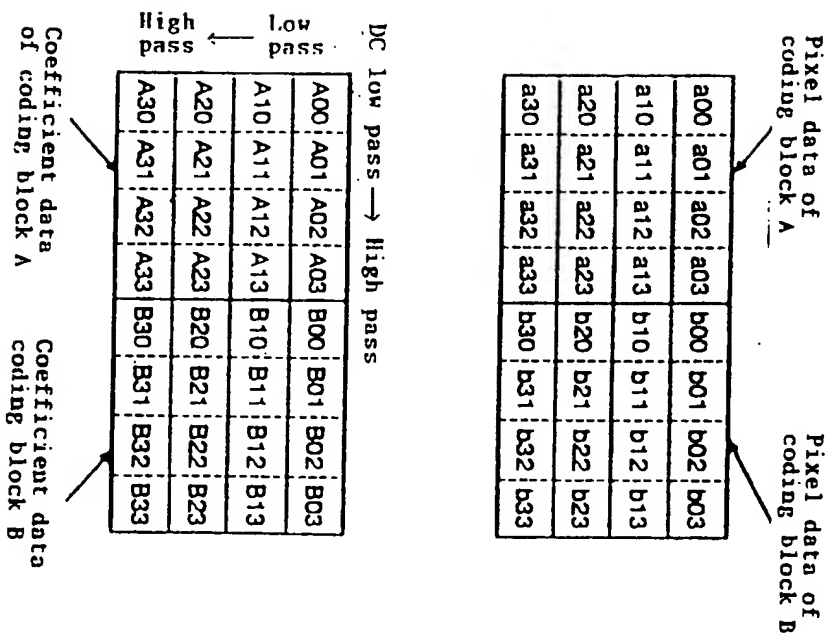 Pixel data of
coding block A
Pixel data of
coding block B
a00 a01 a02 a03 b00 b01 b02 b03
a10 a11 a12 a13 b10 b11 b12 b13
a20 a21 a22 a23 b20 b21 b22 b23
a30 a31 a32 a33 b30 b31 b32 b33
DC low pass → High pass
High ← Low
pass pass
A00 A01 A02 A03 B00 B01 B02 B03
A10 A11 A12 A13 B10 B11 B12 B13
A20 A21 A22 A23 B20 B21 B22 B23
A30 A31 A32 A33 B30 B31 B32 B33
Coefficient data
of coding block A
Coefficient data
coding block B